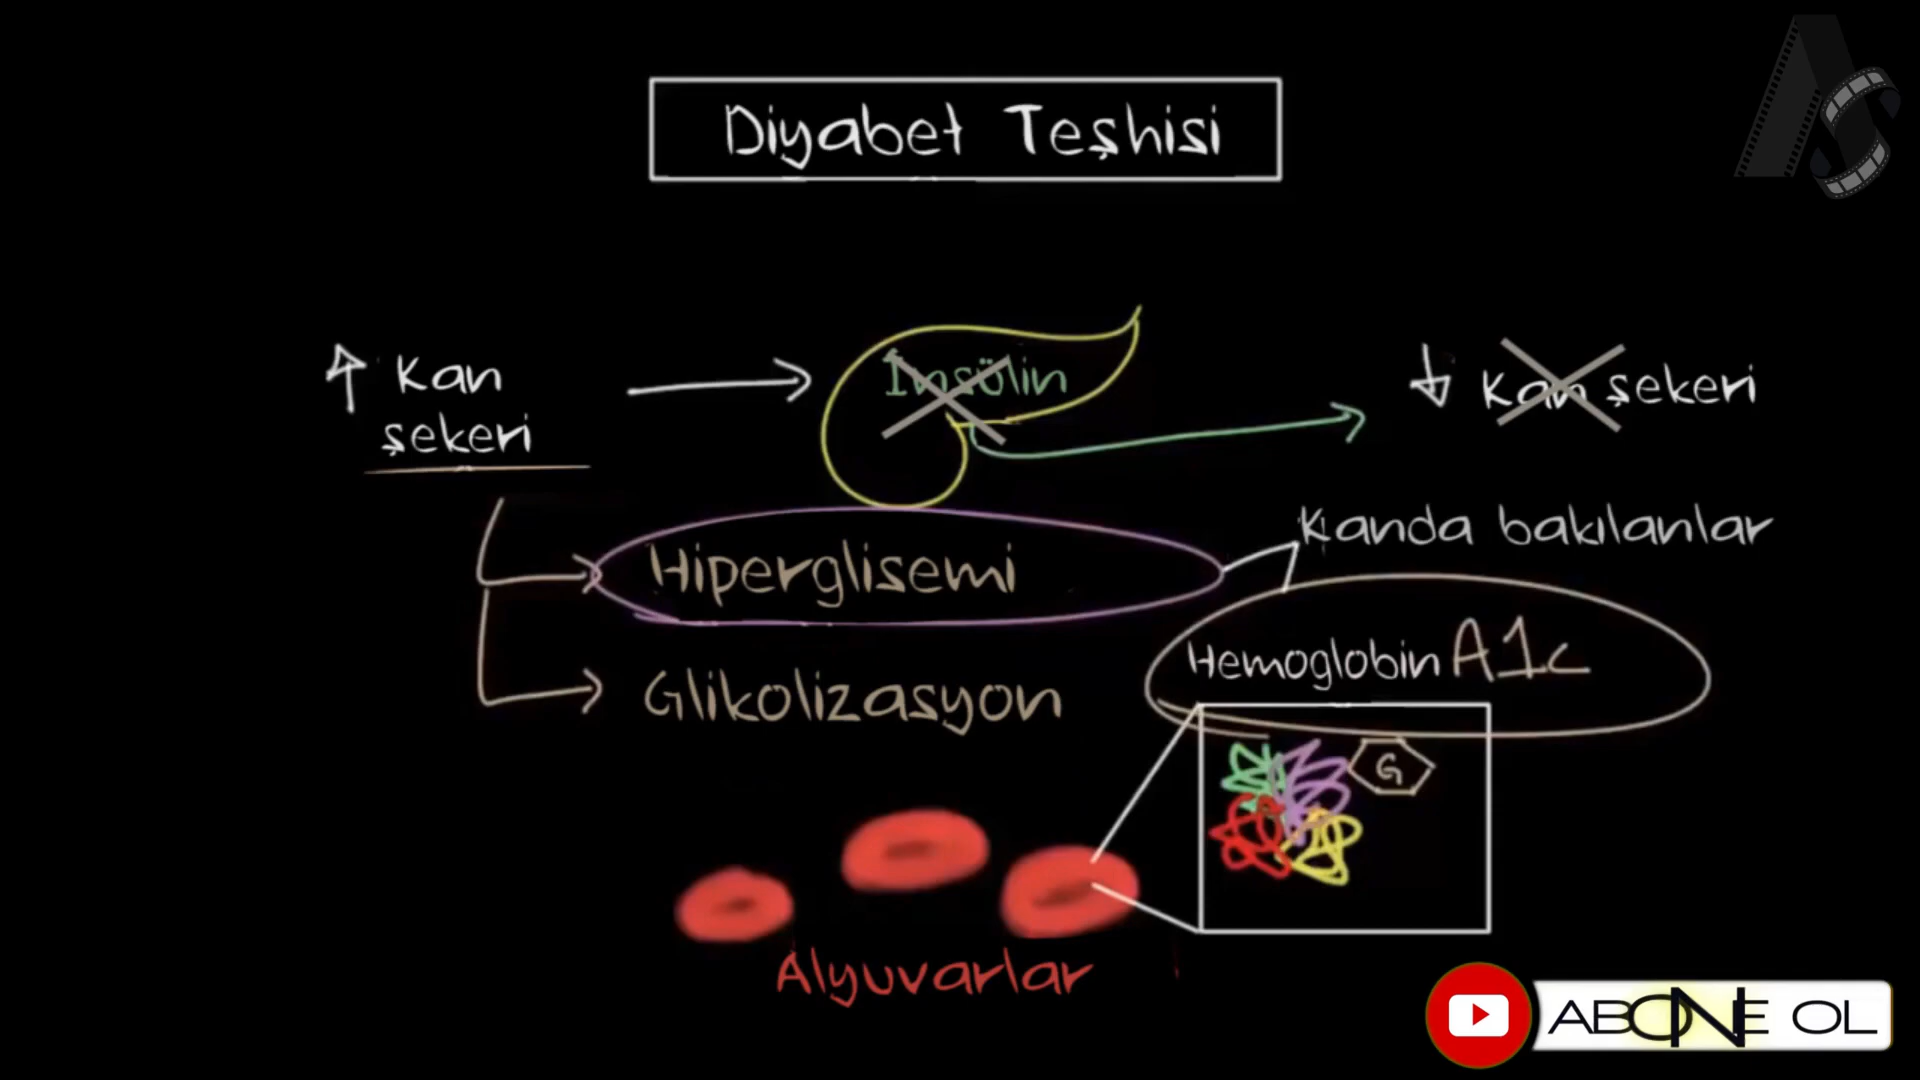 Diyabet Teşhisi
Kan
şekeri
İnsülin
Kan şekeri
Hiperglisemi
Kanda bakılanlar
Glikolizasyon
Hemoglobin A1c
G
Alyuvarlar
ABONE OL